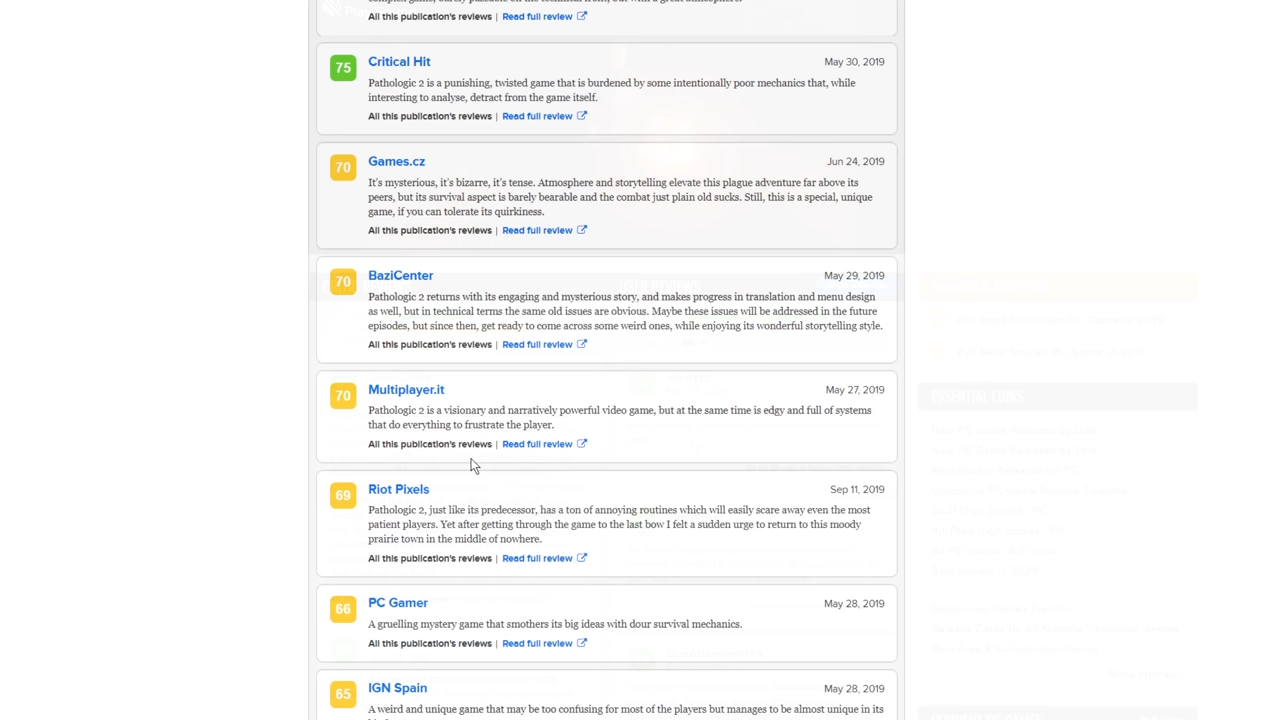 All this publication's reviews | Read full review
75
Critical Hit
May 30, 2019
Pathologic 2 is a punishing, twisted game that is burdened by some intentionally poor mechanics that, while
interesting to analyse, detract from the game itself.
All this publication's reviews | Read full review
70
Games.cz
Jun 24, 2019
It's mysterious, it's bizarre, it's tense. Atmosphere and storytelling elevate this plague adventure far above its
peers, but its survival aspect is barely bearable and the combat just plain old sucks. Still, this is a special, unique
game, if you can tolerate its quirkiness.
All this publication's reviews | Read full review
70
BaziCenter
May 29, 2019
Pathologic 2 returns with its engaging and mysterious story, and makes progress in translation and menu design
as well, but in technical terms the same old issues are obvious. Maybe these issues will be addressed in the future
episodes, but since then, get ready to come across some weird ones, while enjoying its wonderful storytelling style.
All this publication's reviews | Read full review
70
Multiplayer.it
May 27, 2019
Pathologic 2 is a visionary and narratively powerful video game, but at the same time is edgy and full of systems
that do everything to frustrate the player.
All this publication's reviews | Read full review
69
Riot Pixels
Sep 11, 2019
Pathologic 2, just like its predecessor, has a ton of annoying routines which will easily scare away even the most
patient players. Yet after getting through the game to the last bow I felt a sudden urge to return to this moody
prairie town in the middle of nowhere.
All this publication's reviews | Read full review
66
PC Gamer
May 28, 2019
A gruelling mystery game that smothers its big ideas with dour survival mechanics.
All this publication's reviews | Read full review
65
IGN Spain
May 28, 2019
A weird and unique game that may be too confusing for most of the players but manages to be almost unique in its
USER REVIEWS
ESSENTIAL LINKS